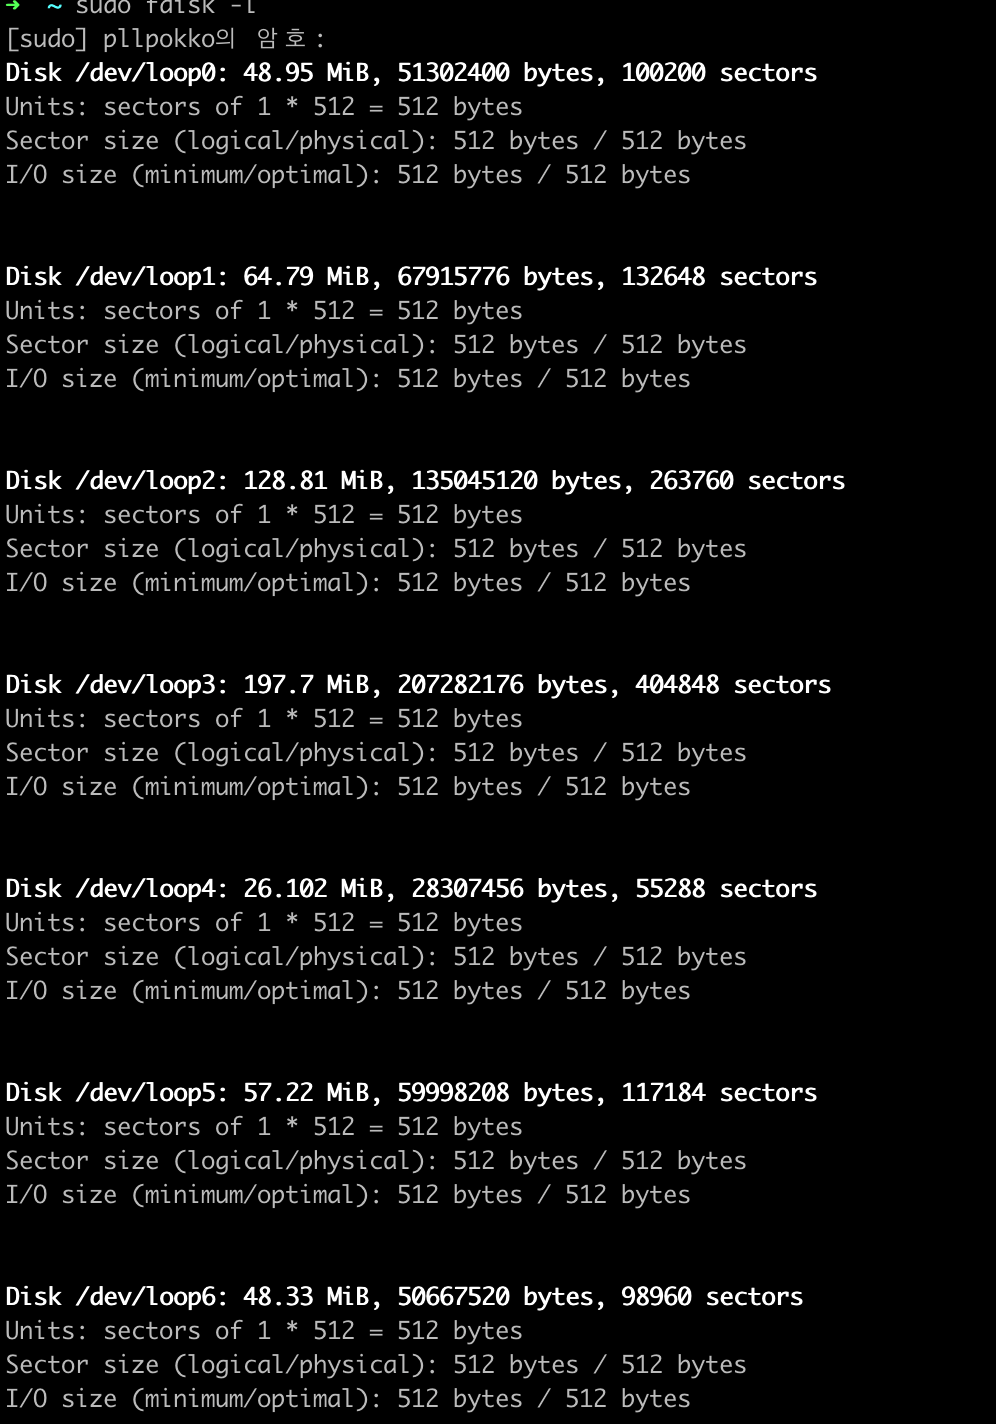 → ~ sudo fdisk -l
[sudo] pllpokko의 암호:
Disk /dev/loop0: 48.95 MiB, 51302400 bytes, 100200 sectors
Units: sectors of 1 * 512 = 512 bytes
Sector size (logical/physical): 512 bytes / 512 bytes
I/O size (minimum/optimal): 512 bytes / 512 bytes
Disk /dev/loop1: 64.79 MiB, 67915776 bytes, 132648 sectors
Units: sectors of 1 * 512 = 512 bytes
Sector size (logical/physical): 512 bytes / 512 bytes
I/O size (minimum/optimal): 512 bytes / 512 bytes
Disk /dev/loop2: 128.81 MiB, 135045120 bytes, 263760 sectors
Units: sectors of 1 * 512 = 512 bytes
Sector size (logical/physical): 512 bytes / 512 bytes
I/O size (minimum/optimal): 512 bytes / 512 bytes
Disk /dev/loop3: 197.7 MiB, 207282176 bytes, 404848 sectors
Units: sectors of 1 * 512 = 512 bytes
Sector size (logical/physical): 512 bytes / 512 bytes
I/O size (minimum/optimal): 512 bytes / 512 bytes
Disk /dev/loop4: 26.102 MiB, 28307456 bytes, 55288 sectors
Units: sectors of 1 * 512 = 512 bytes
Sector size (logical/physical): 512 bytes / 512 bytes
I/O size (minimum/optimal): 512 bytes / 512 bytes
Disk /dev/loop5: 57.22 MiB, 59998208 bytes, 117184 sectors
Units: sectors of 1 * 512 = 512 bytes
Sector size (logical/physical): 512 bytes / 512 bytes
I/O size (minimum/optimal): 512 bytes / 512 bytes
Disk /dev/loop6: 48.33 MiB, 50667520 bytes, 98960 sectors
Units: sectors of 1 * 512 = 512 bytes
Sector size (logical/physical): 512 bytes / 512 bytes
I/O size (minimum/optimal): 512 bytes / 512 bytes